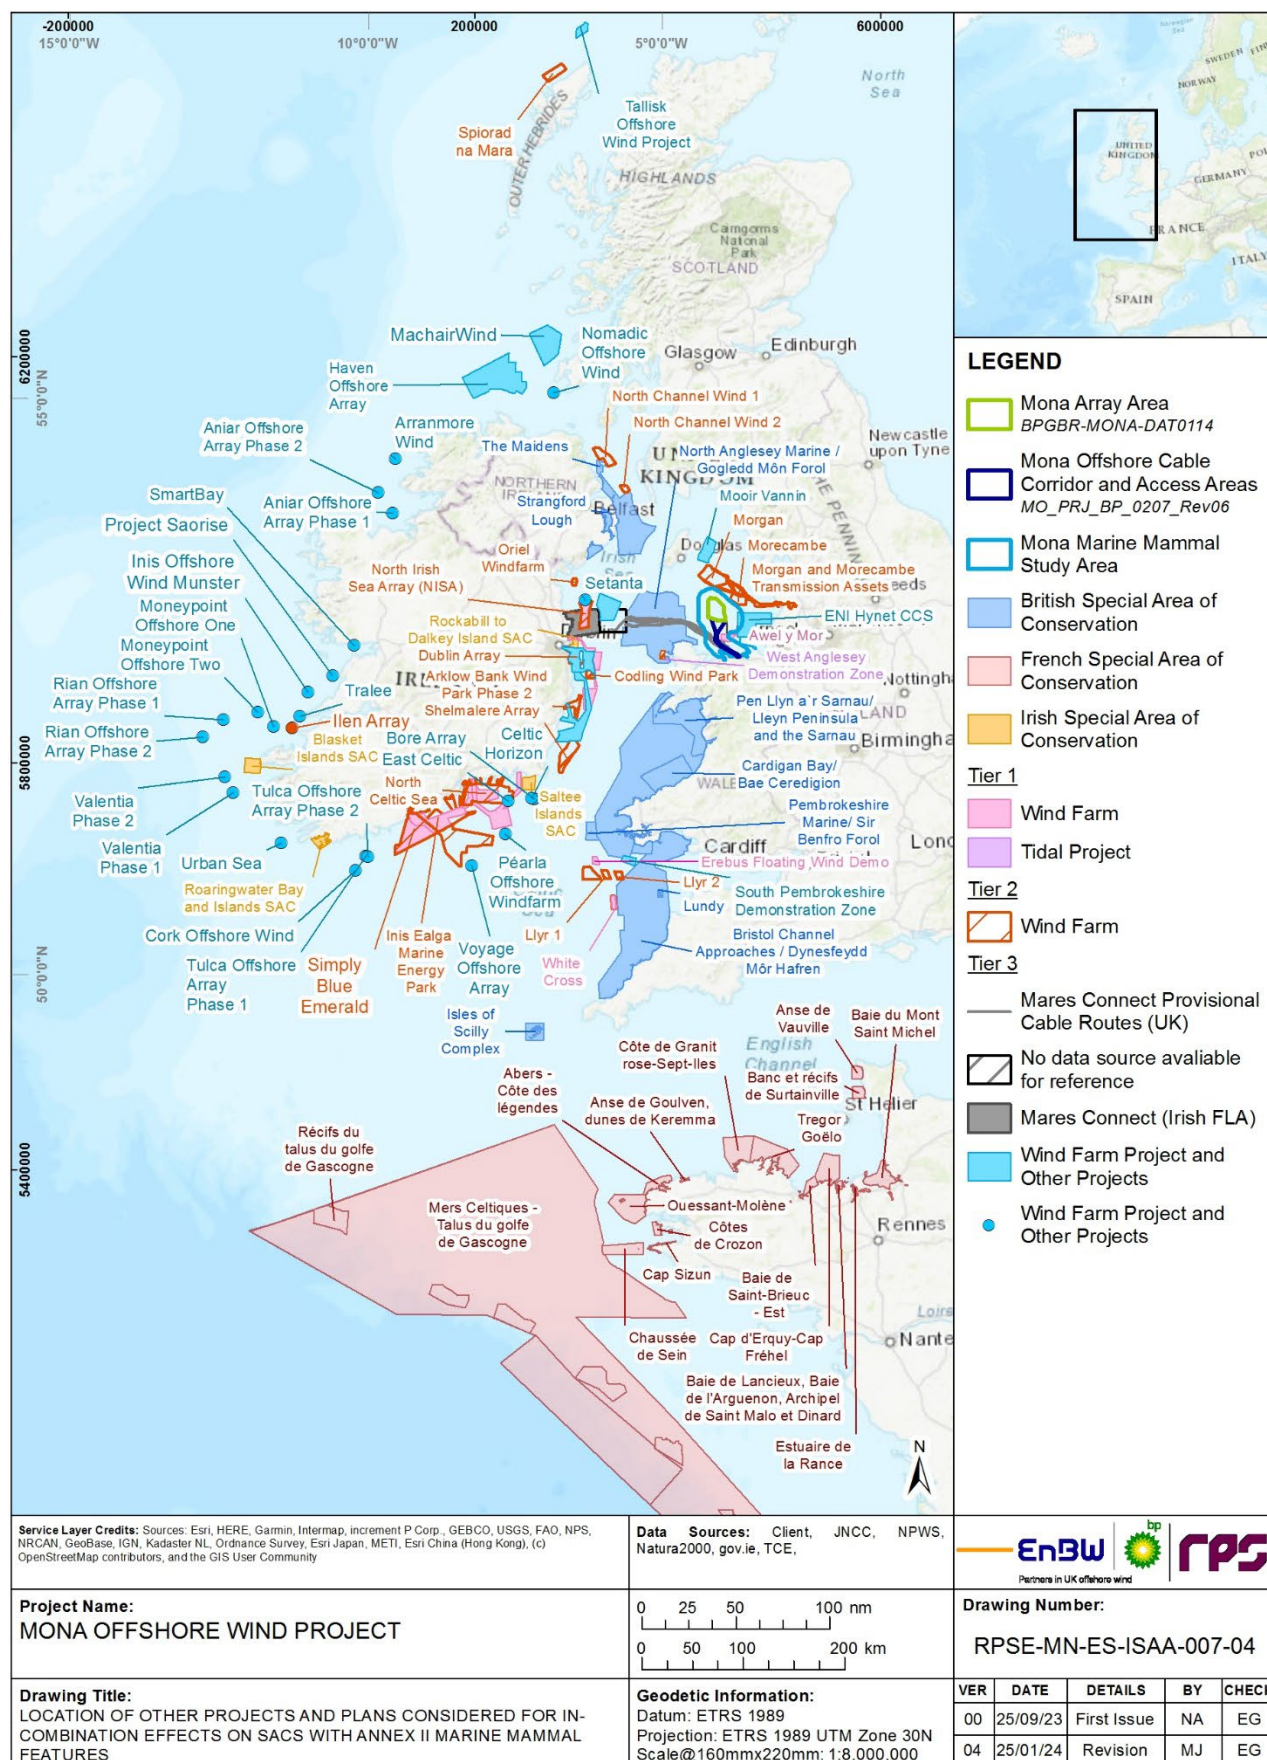 -200000
200000
600000
15°0'0"W
10°0'0"W
5°0'0"W
6200000
55°0'0"N
5800000
50°0'0"N
5400000
North
Sea
Tallisk
Offshore
Wind Project
Spiorad
na Mara
OUTER HEBRIDES
HIGHLANDS
Cairngorms
National
Park
SCOTLAND
MachairWind
Nomadic
Offshore
Wind
Glasgow
Edinburgh
Haven
Offshore
Array
North Channel Wind 1
North Channel Wind 2
Arranmore
Wind
Aniar Offshore
Array Phase 2
The Maidens
North Anglesey Marine /
Gogledd Môn Forol
Newcastle
upon Tyne
KINGDOM
SmartBay
NORTHERN
Aniar Offshore
Array Phase 1
Strangford
Lough
Belfast
Mooir Vannin
THE PENNIN
Project Saorise
Morgan
Irish
Douglas
Oriel
Windfarm
Morecambe
Inis Offshore
Wind Munster
North Irish
Sea Array (NISA)
Setanta
Morgan and Morecambe
Transmission Assets
eeds
Moneypoint
Offshore One
Rockabill to
Dalkey Island SAC
ENI Hynet CCS
Moneypoint
Offshore Two
Dublin Array
Awel y Mor
West Anglesey
Demonstration Zone
Rian Offshore
Array Phase 1
Tralee
Arklow Bank Wind
Park Phase 2
Codling Wind Park
Nottingh
Shelmalere Array
Pen Llyn a`r Sarnau/
Lleyn Peninsula
and the Sarnau
LAND
Ilen Array
Rian Offshore
Array Phase 2
Blasket
Islands SAC
Bore Array
Celtic
Horizon
Birmingha
East Celtic
Cardigan Bay/
Bae Ceredigion
WALE
Valentia
Phase 2
Tulca Offshore
Array Phase 2
North
Celtic Sea
Saltee
Islands
SAC
Pembrokeshire
Marine/ Sir
Benfro Forol
Valentia
Phase 1
Urban Sea
Cardiff
Lond
Péarla
Offshore
Windfarm
Erebus Floating Wind Demo
Roaringwater Bay
and Islands SAC
Llyr 2
South Pembrokeshire
Demonstration Zone
Lundy
Cork Offshore Wind
Inis Ealga
Marine
Energy
Park
Voyage
Offshore
Array
Llyr 1
Bristol Channel
Approaches / Dynesfeydd
Môr Hafren
Tulca Offshore
Array
Phase 1
Simply
Blue
Emerald
White
Cross
Isles of
Scilly
Complex
Anse de
Vauville
Baie du Mont
Saint Michel
English
Channel
Côte de Granit
rose-Sept-Iles
Abers -
Côte des
légendes
Anse de Goulven,
dunes de Keremma
Banc et récifs
de Surtainville
St Helier
Tregor
Goëlo
Récifs du
talus du golfe
de Gascogne
Mers Celtiques -
Talus du golfe
de Gascogne
Ouessant-Molène
Rennes
Côtes
de Crozon
Cap Sizun
Baie de
Saint-Brieuc
- Est
Loire
Nante
Chaussée
de Sein
Cap d'Erquy-Cap
Fréhel
Baie de Lancieux, Baie
de l'Arguenon, Archipel
de Saint Malo et Dinard
Estuaire de
la Rance
N
Norwegian
Sea
SWEDEN
FIN
NORWAY
UNITED
KINGDOM
GERMANY
POL
FRANCE
ITALY
SPAIN
LEGEND
Mona Array Area
BPGBR-MONA-DAT0114
Mona Offshore Cable
Corridor and Access Areas
MO_PRJ_BP_0207_Rev06
Mona Marine Mammal
Study Area
British Special Area of
Conservation
French Special Area of
Conservation
Irish Special Area of
Conservation
Tier 1
Wind Farm
Tidal Project
Tier 2
Wind Farm
Tier 3
Mares Connect Provisional
Cable Routes (UK)
No data source avaliable
for reference
Mares Connect (Irish FLA)
Wind Farm Project and
Other Projects
Wind Farm Project and
Other Projects
Service Layer Credits: Sources: Esri, HERE, Garmin, Intermap, increment P Corp., GEBCO, USGS, FAO, NPS,
NRCAN, GeoBase, IGN, Kadaster NL, Ordnance Survey, Esri Japan, METI, Esri China (Hong Kong), (c)
OpenStreetMap contributors, and the GIS User Community
Data Sources: Client, JNCC, NPWS,
Natura2000, gov.ie, TCE,
EnBW
bp
rps
Partners in UK offshore wind
Project Name:
MONA OFFSHORE WIND PROJECT
0 25 50 100 nm
0 50 100 200 km
Drawing Number:
RPSE-MN-ES-ISAA-007-04
Drawing Title:
LOCATION OF OTHER PROJECTS AND PLANS CONSIDERED FOR IN-
COMBINATION EFFECTS ON SACS WITH ANNEX II MARINE MAMMAL
FEATURES
Geodetic Information:
Datum: ETRS 1989
Projection: ETRS 1989 UTM Zone 30N
Scale@160mmx220mm: 1:8,000,000
VER DATE DETAILS BY CHECK
00 25/09/23 First Issue NA EG
04 25/01/24 Revision MJ EG